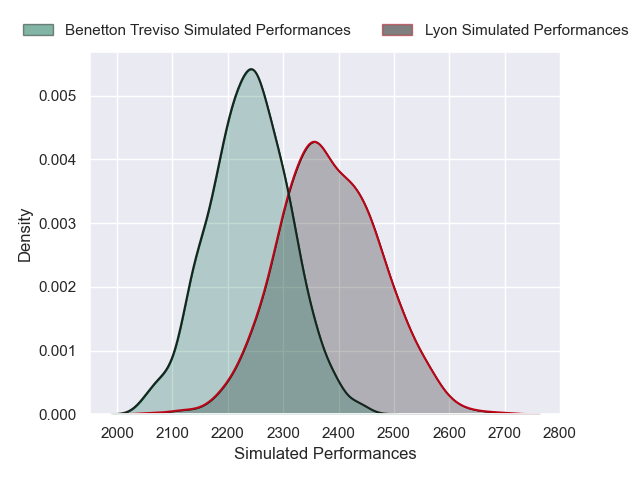 Benetton Treviso Simulated Performances Lyon Simulated Performances
0.005
0.004
0.003
0.002
0.001
0.000
Density
2000 2100 2200 2300 2400 2500 2600 2700 2800
Simulated Performances